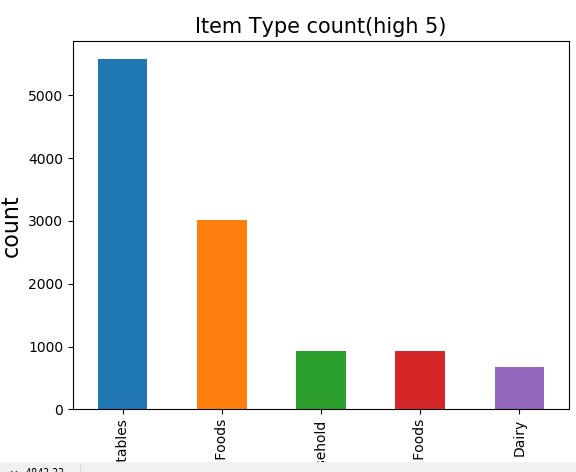 Item Type count(high 5)
count
5000
4000
3000
2000
1000
0
tables
Foods
ehold
Foods
Dairy